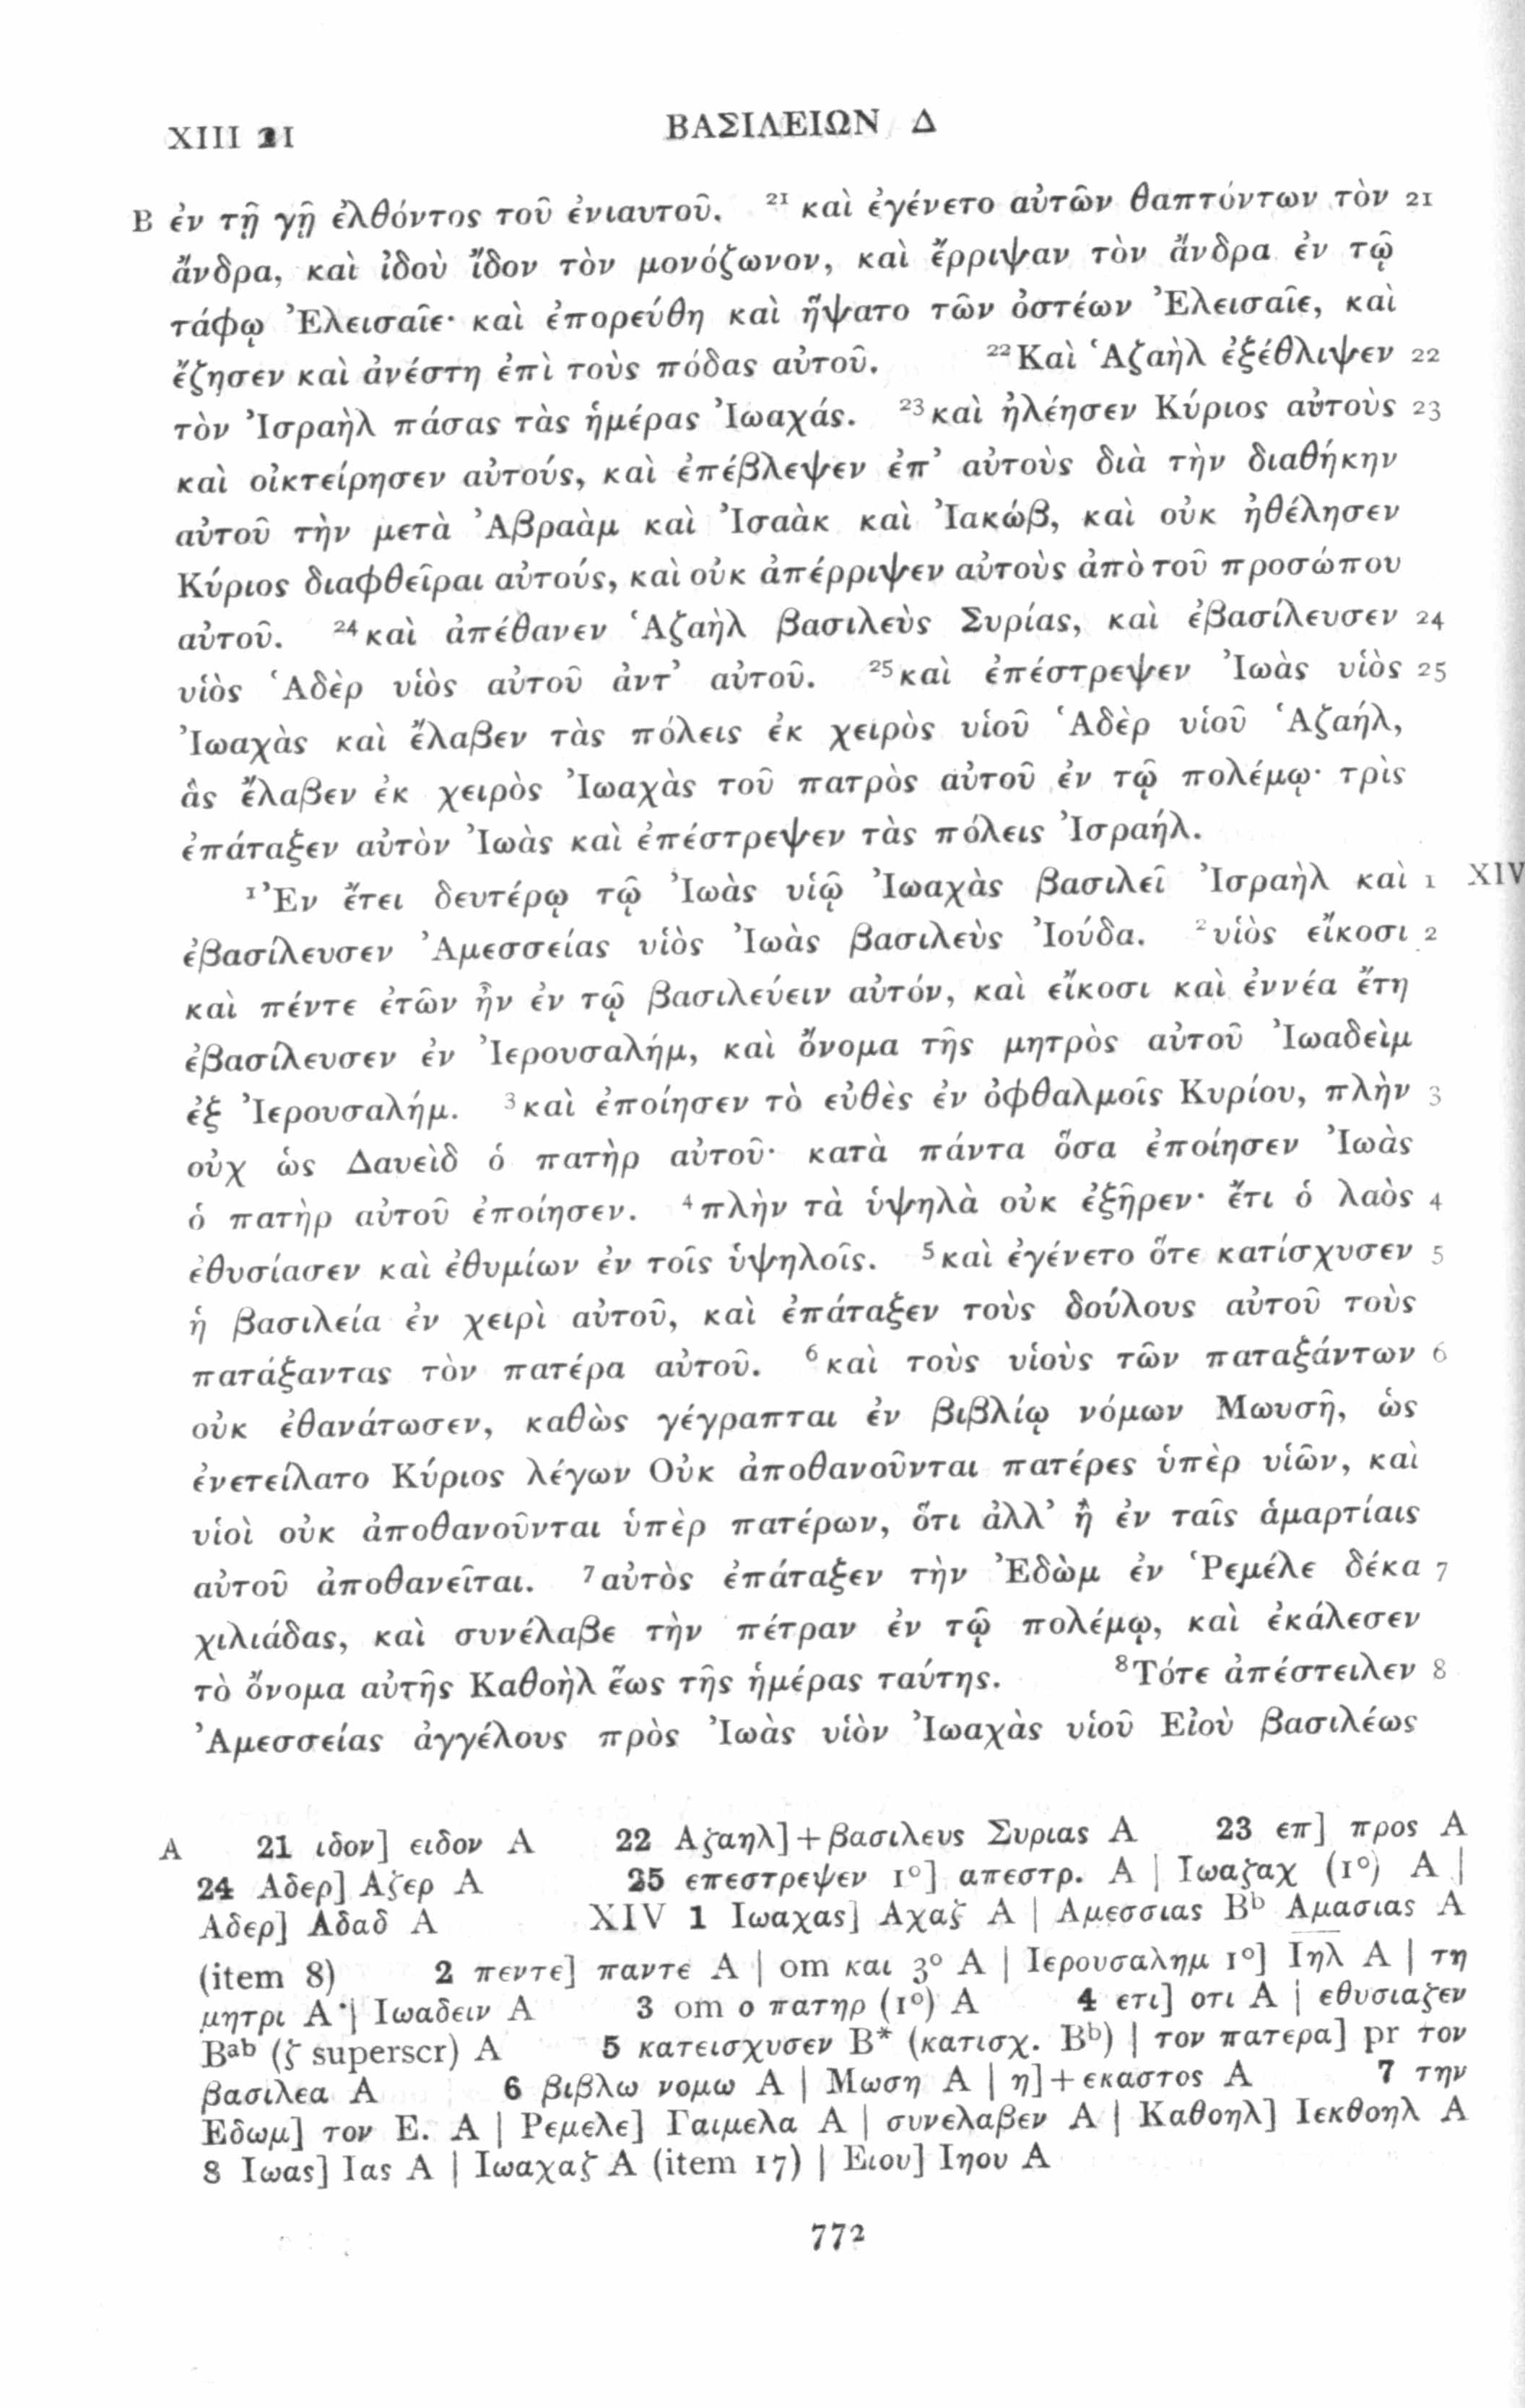 XIII 21 ΒΑΣΙΛΕΙΩΝ Δ
B ἐν τῇ γῇ ἐλθόντος τοῦ ἐνιαυτοῦ. ²¹ καὶ ἐγένετο αὐτῶν θαπτόντων τὸν 21
ἄνδρα, καὶ ἰδοὺ ἴδον τὸν μονόζωνον, καὶ ἔρριψαν τὸν ἄνδρα ἐν τῷ
τάφῳ Ἐλεισαῖε· καὶ ἐπορεύθη καὶ ἥψατο τῶν ὀστέων Ἐλεισαῖε, καὶ
ἔζησεν καὶ ἀνέστη ἐπὶ τοὺς πόδας αὐτοῦ. ²²Καὶ Ἁζαὴλ ἐξέθλιψεν 22
τὸν Ἰσραὴλ πάσας τὰς ἡμέρας Ἰωαχάς. ²³καὶ ἠλέησεν Κύριος αὐτοὺς 23
καὶ οἰκτείρησεν αὐτούς, καὶ ἐπέβλεψεν ἐπ’ αὐτοὺς διὰ τὴν διαθήκην
αὐτοῦ τὴν μετὰ Ἀβραὰμ καὶ Ἰσαὰκ καὶ Ἰακώβ, καὶ οὐκ ἠθέλησεν
Κύριος διαφθεῖραι αὐτούς, καὶ οὐκ ἀπέρριψεν αὐτοὺς ἀπὸ τοῦ προσώπου
αὐτοῦ. ²⁴καὶ ἀπέθανεν Ἁζαὴλ βασιλεὺς Συρίας, καὶ ἐβασίλευσεν 24
υἱὸς Ἁδὲρ υἱὸς αὐτοῦ ἀντ’ αὐτοῦ. ²⁵καὶ ἐπέστρεψεν Ἰωὰς υἱὸς 25
Ἰωαχὰς καὶ ἔλαβεν τὰς πόλεις ἐκ χειρὸς υἱοῦ Ἁδὲρ υἱοῦ Ἁζαήλ,
ἃς ἔλαβεν ἐκ χειρὸς Ἰωαχὰς τοῦ πατρὸς αὐτοῦ ἐν τῷ πολέμῳ· τρὶς
ἐπάταξεν αὐτὸν Ἰωὰς καὶ ἐπέστρεψεν τὰς πόλεις Ἰσραήλ.
¹Ἐν ἔτει δευτέρῳ τῷ Ἰωὰς υἱῷ Ἰωαχὰς βασιλεῖ Ἰσραὴλ καὶ 1 XIV
ἐβασίλευσεν Ἀμεσσείας υἱὸς Ἰωὰς βασιλεὺς Ἰούδα. ²υἱὸς εἴκοσι 2
καὶ πέντε ἐτῶν ἦν ἐν τῷ βασιλεύειν αὐτόν, καὶ εἴκοσι καὶ ἐννέα ἔτη
ἐβασίλευσεν ἐν Ἰερουσαλήμ, καὶ ὄνομα τῆς μητρὸς αὐτοῦ Ἰωαδεὶμ
ἐξ Ἰερουσαλήμ. ³καὶ ἐποίησεν τὸ εὐθὲς ἐν ὀφθαλμοῖς Κυρίου, πλὴν 3
οὐχ ὡς Δαυεὶδ ὁ πατὴρ αὐτοῦ· κατὰ πάντα ὅσα ἐποίησεν Ἰωὰς
ὁ πατὴρ αὐτοῦ ἐποίησεν. ⁴πλὴν τὰ ὑψηλὰ οὐκ ἐξῆρεν· ἔτι ὁ λαὸς 4
ἐθυσίασεν καὶ ἐθυμίων ἐν τοῖς ὑψηλοῖς. ⁵καὶ ἐγένετο ὅτε κατίσχυσεν 5
ἡ βασιλεία ἐν χειρὶ αὐτοῦ, καὶ ἐπάταξεν τοὺς δούλους αὐτοῦ τοὺς
πατάξαντας τὸν πατέρα αὐτοῦ. ⁶καὶ τοὺς υἱοὺς τῶν παταξάντων 6
οὐκ ἐθανάτωσεν, καθὼς γέγραπται ἐν βιβλίῳ νόμων Μωυσῆ, ὡς
ἐνετείλατο Κύριος λέγων Οὐκ ἀποθανοῦνται πατέρες ὑπὲρ υἱῶν, καὶ
υἱοὶ οὐκ ἀποθανοῦνται ὑπὲρ πατέρων, ὅτι ἀλλ’ ἢ ἐν ταῖς ἁμαρτίαις
αὐτοῦ ἀποθανεῖται. ⁷αὐτὸς ἐπάταξεν τὴν Ἐδὼμ ἐν Ῥεμέλε δέκα 7
χιλιάδας, καὶ συνέλαβε τὴν πέτραν ἐν τῷ πολέμῳ, καὶ ἐκάλεσεν
τὸ ὄνομα αὐτῆς Καθοὴλ ἕως τῆς ἡμέρας ταύτης. ⁸Τότε ἀπέστειλεν 8
Ἀμεσσείας ἀγγέλους πρὸς Ἰωὰς υἱὸν Ἰωαχὰς υἱοῦ Εἰοὺ βασιλέως
A 21 ιδον] ειδον A 22 Αζαηλ]+βασιλευς Συριας A 23 επ] προς A
24 Αδερ] Αζερ A 25 επεστρεψεν 1º] απεστρ. A | Ιωαζαχ (1º) A |
Αδερ] Αδαδ A XIV 1 Ιωαχας] Αχαζ A | Αμεσσιας Bᵇ Αμασιας A
(item 8) 2 πεντε] παντε A | om και 3º A | Ιερουσαλημ 1º] Ιηλ A | τη
μητρι A | Ιωαδειν A 3 om ο πατηρ (1º) A 4 ετι] οτι A | εθυσιαζεν
Bᵃᵇ (ζ superscr) A 5 κατεισχυσεν B* (κατισχ. Bᵇ) | τον πατερα] pr τον
βασιλεα A 6 βιβλω νομω A | Μωση A | η]+εκαστος A 7 την
Εδωμ] τον Ε. A | Ρεμελε] Γαιμελα A | συνελαβεν A | Καθοηλ] Ιεκθοηλ A
8 Ιωας] Ιας A | Ιωαχαζ A (item 17) | Ειου] Ιηου A
772